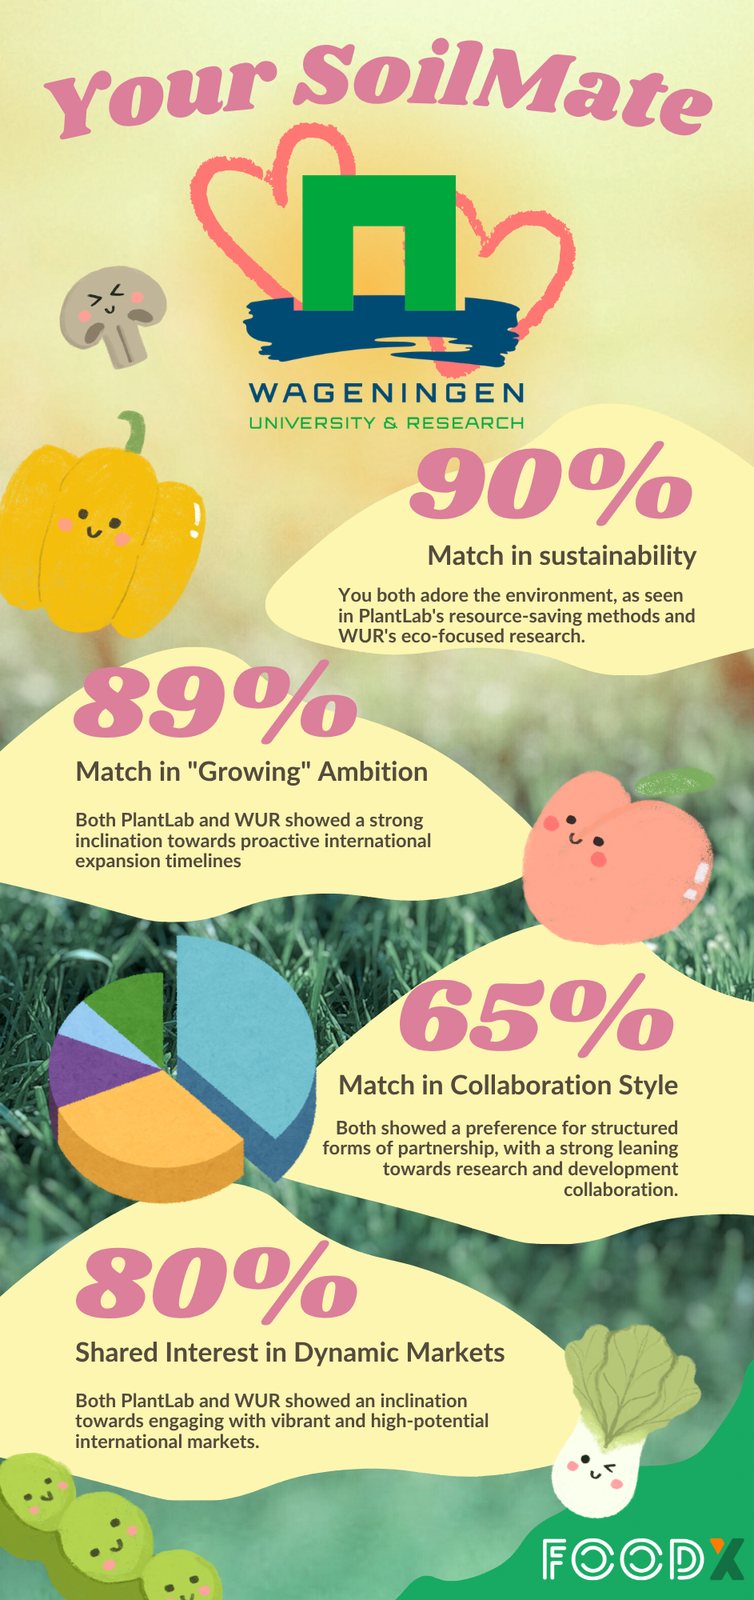 Your SoilMate
WAGENINGEN
UNIVERSITY & RESEARCH
90%
Match in sustainability
You both adore the environment, as seen
in PlantLab's resource-saving methods and
WUR's eco-focused research.
89%
Match in "Growing" Ambition
Both PlantLab and WUR showed a strong
inclination towards proactive international
expansion timelines
65%
Match in Collaboration Style
Both showed a preference for structured
forms of partnership, with a strong leaning
towards research and development
collaboration.
80%
Shared Interest in Dynamic Markets
Both PlantLab and WUR showed an inclination
towards engaging with vibrant and high-potential
international markets.
FOODX